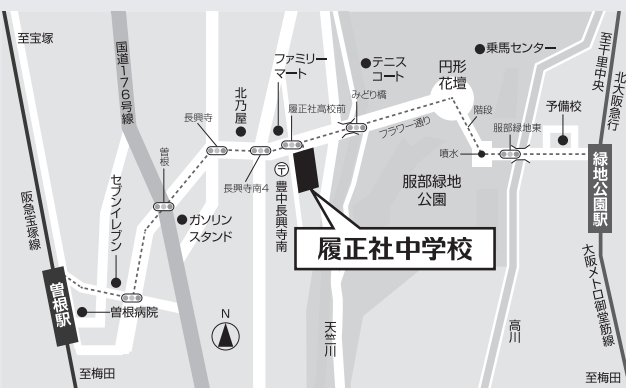 至宝塚
国道176号線
ファミリー
マート
テニス
コート
乗馬センター
円形
花壇
至千里中央
北大阪急行
北乃屋
長興寺
履正社高校前
みどり橋
フラワー通り
階段
予備校
服部緑地東
曽根
長興寺南4
〒
豊中長興寺南
噴水
服部緑地
公園
緑地公園駅
セブンイレブン
ガソリン
スタンド
履正社中学校
阪急宝塚線
曽根駅
曽根病院
N
天竺川
高川
大阪メトロ御堂筋線
至梅田
至梅田